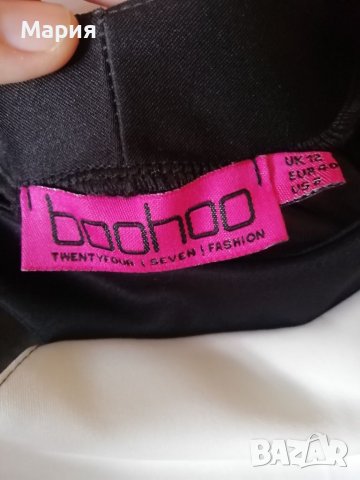 Мария
boohoo
TWENTYFOUR | SEVEN | FASHION
UK 12
EUR 40
US 8
BAZAR